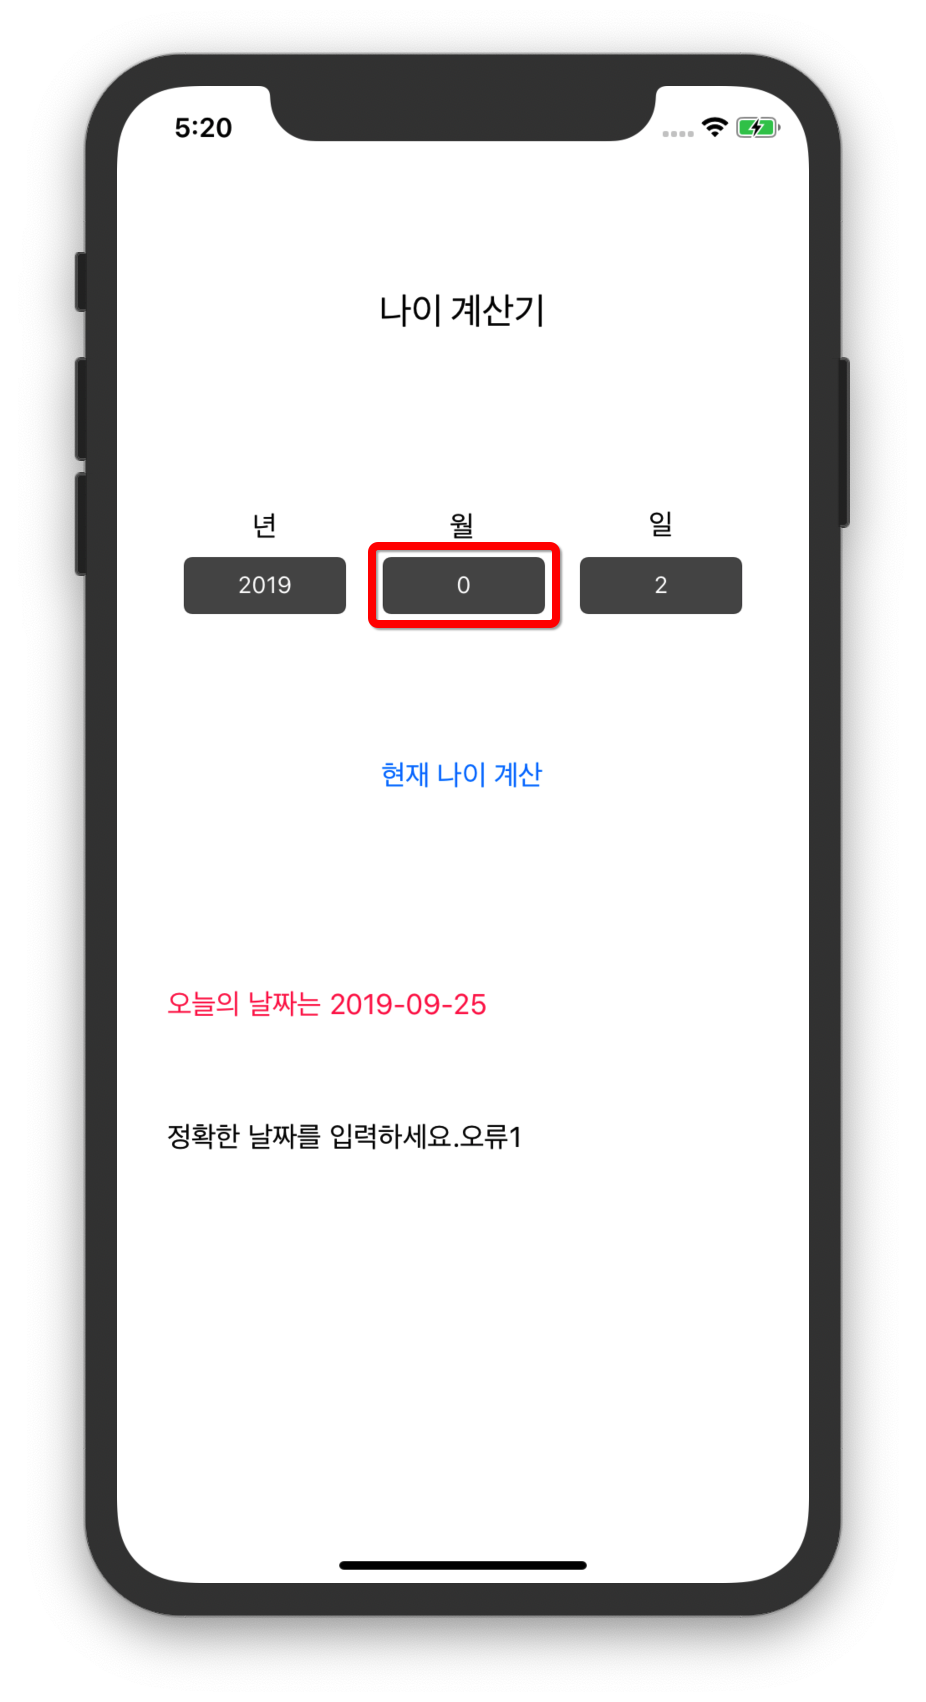 5:20
나이 계산기
년 월 일
2019 0 2
현재 나이 계산
오늘의 날짜는 2019-09-25
정확한 날짜를 입력하세요.오류1